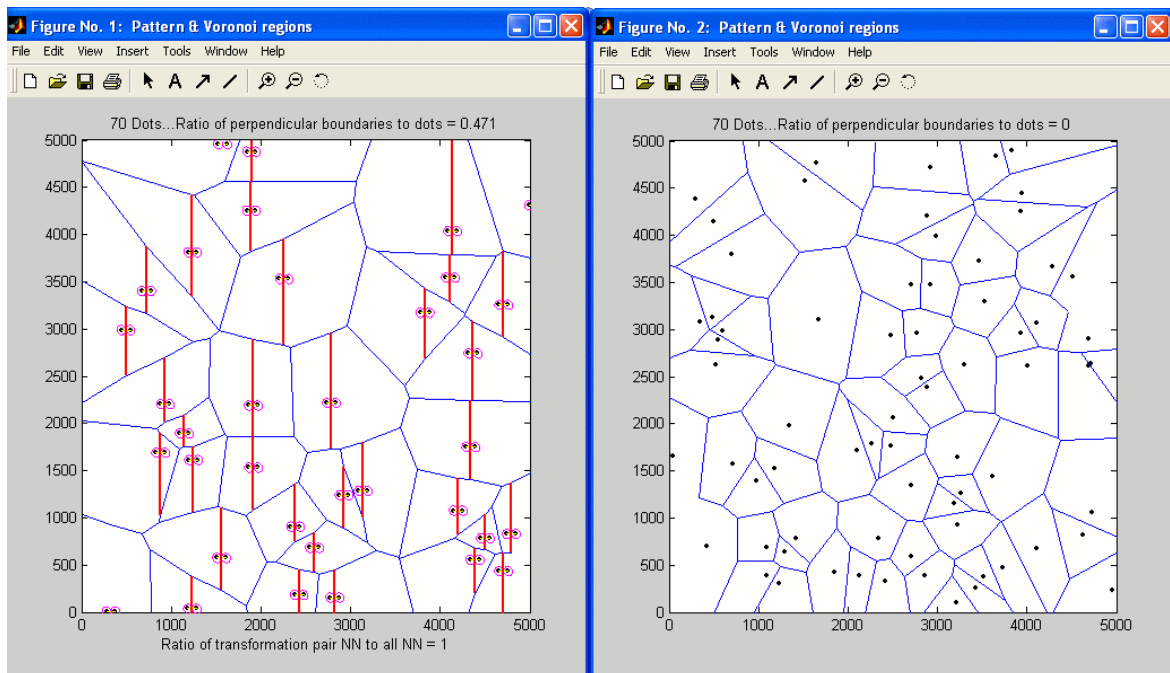 Figure No. 1: Pattern & Voronoi regions
File Edit View Insert Tools Window Help
A
70 Dots...Ratio of perpendicular boundaries to dots = 0.471
5000
4500
4000
3500
3000
2500
2000
1500
1000
500
0
0 1000 2000 3000 4000 5000
Ratio of transformation pair NN to all NN = 1
Figure No. 2: Pattern & Voronoi regions
File Edit View Insert Tools Window Help
A
70 Dots...Ratio of perpendicular boundaries to dots = 0
5000
4500
4000
3500
3000
2500
2000
1500
1000
500
0
0 1000 2000 3000 4000 5000